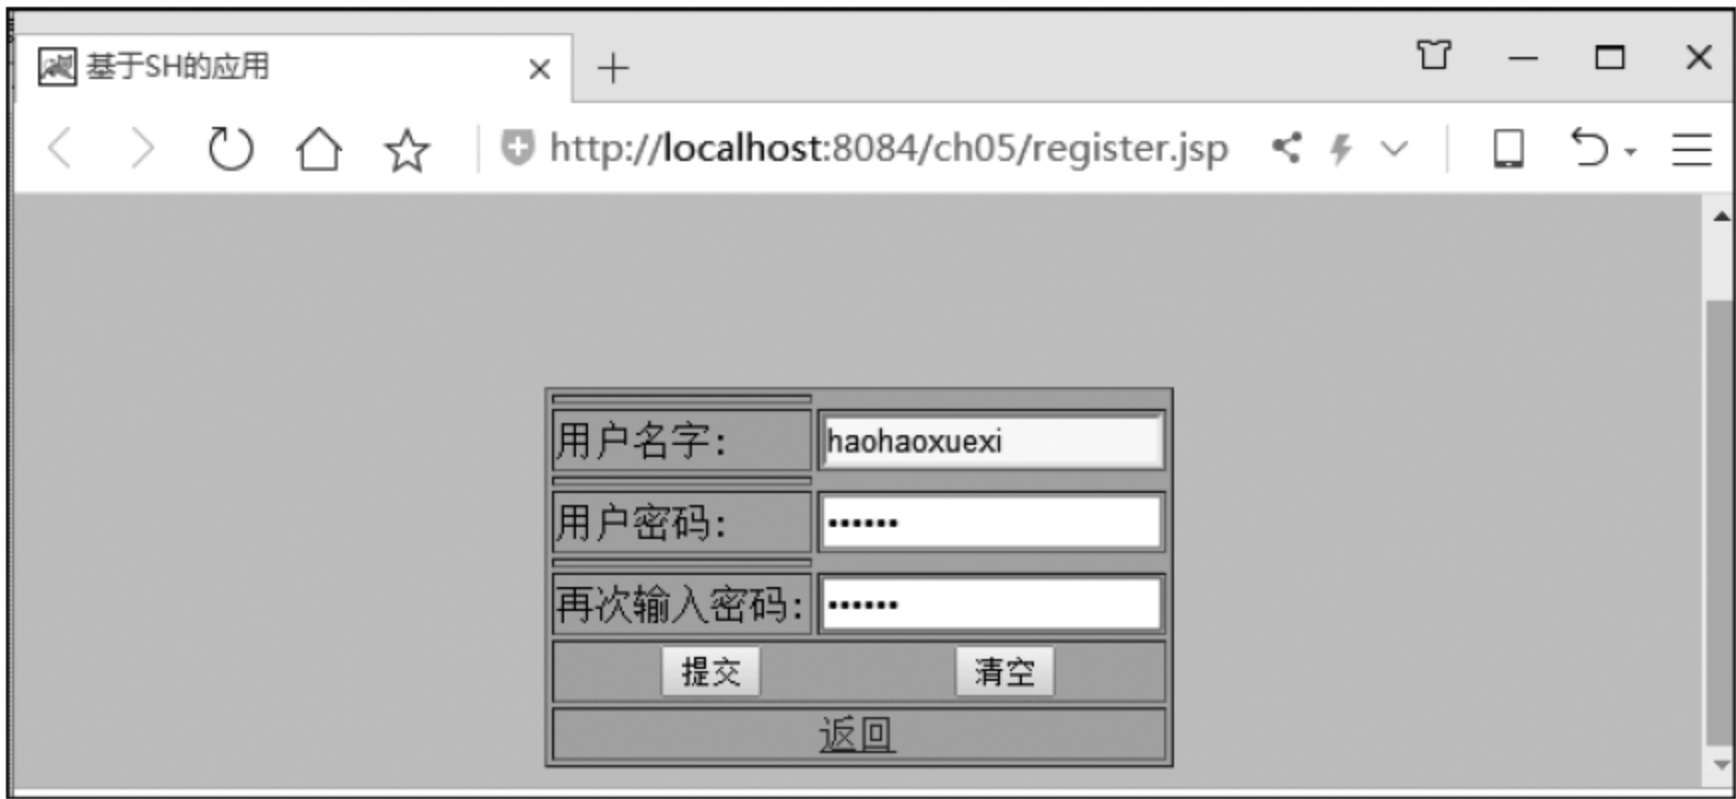 基于SH的应用
http://localhost:8084/ch05/register.jsp
用户名字: haohaoxuexi
用户密码: ••••••
再次输入密码: ••••••
提交 清空
返回